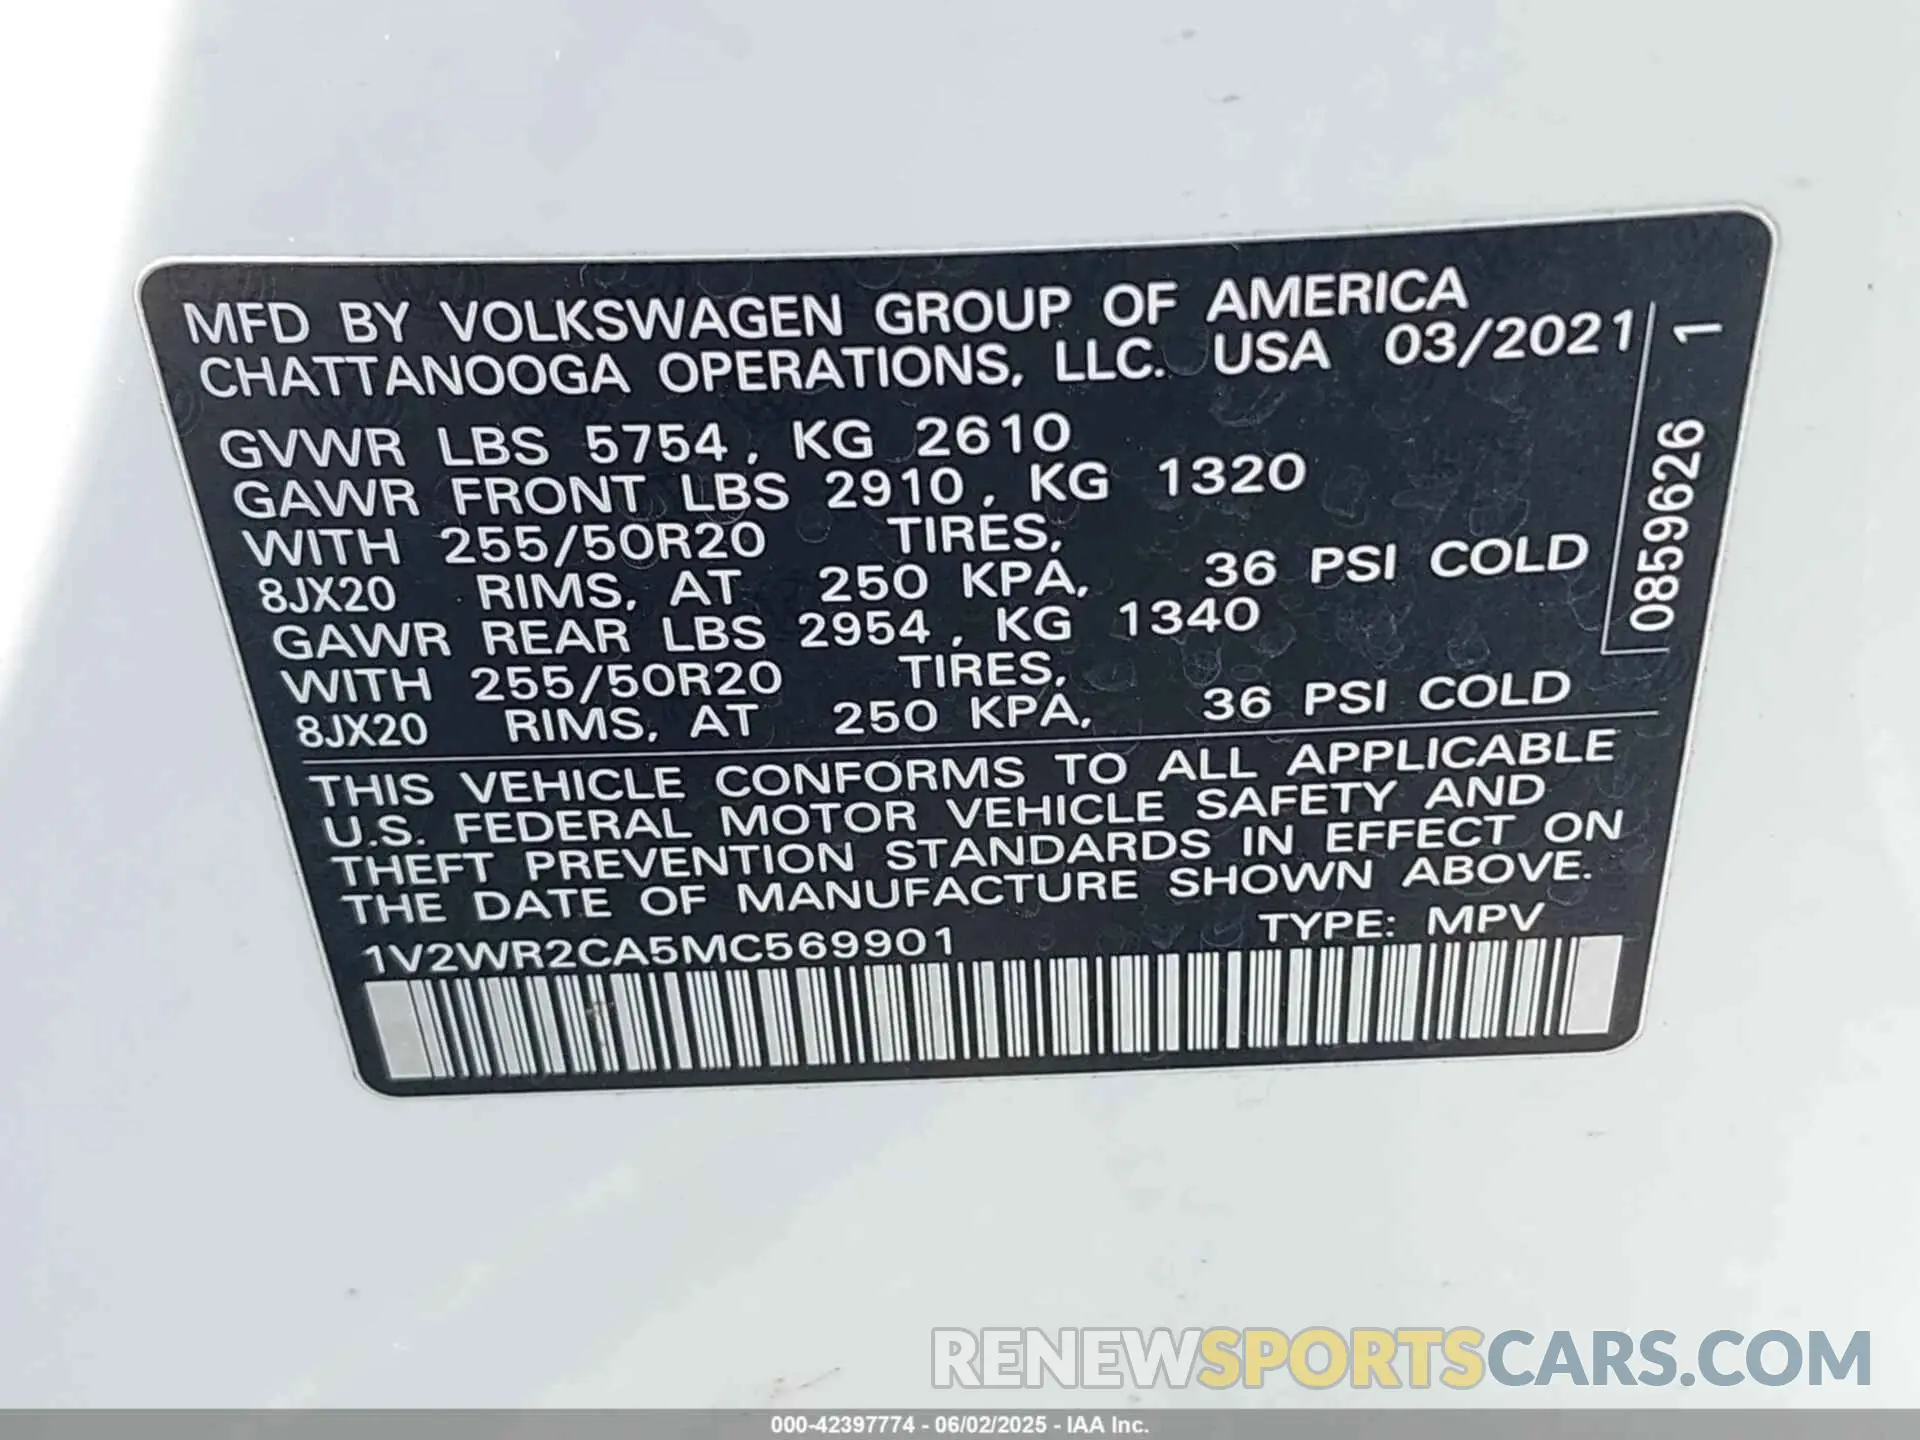 MFD BY VOLKSWAGEN GROUP OF AMERICA
CHATTANOOGA OPERATIONS, LLC. USA 03/2021
GVWR LBS 5754, KG 2610
GAWR FRONT LBS 2910, KG 1320
WITH 255/50R20 TIRES,
8JX20 RIMS, AT 250 KPA, 36 PSI COLD
GAWR REAR LBS 2954, KG 1340
WITH 255/50R20 TIRES,
8JX20 RIMS, AT 250 KPA, 36 PSI COLD
THIS VEHICLE CONFORMS TO ALL APPLICABLE
U.S. FEDERAL MOTOR VEHICLE SAFETY AND
THEFT PREVENTION STANDARDS IN EFFECT ON
THE DATE OF MANUFACTURE SHOWN ABOVE.
1V2WR2CA5MC569901 TYPE: MPV
0859626 1
RENEWSPORTSCARS.COM
000-42397774 - 06/02/2025 - IAA Inc.